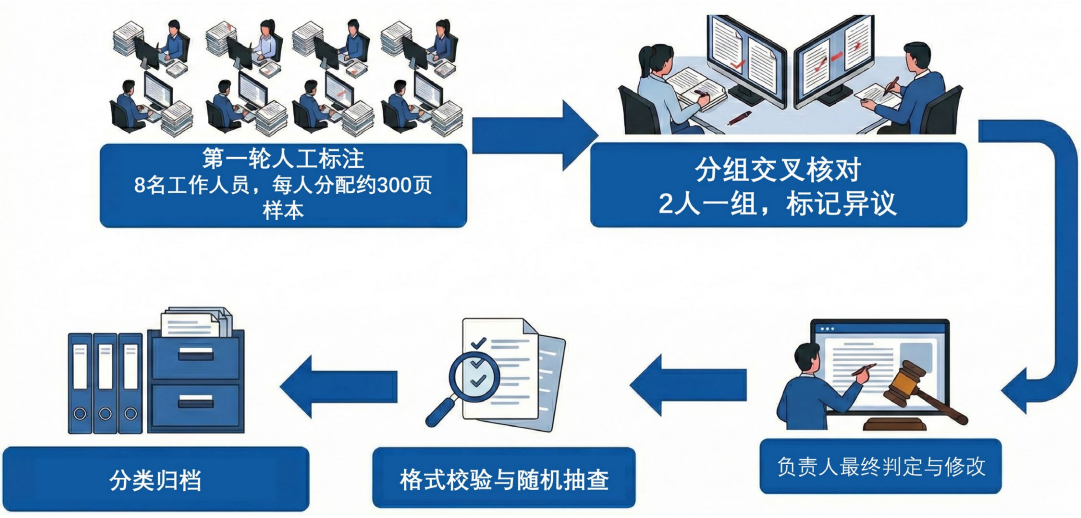 第一轮人工标注
8名工作人员，每人分配约300页
样本
分组交叉核对
2人一组，标记异议
负责人最终判定与修改
格式校验与随机抽查
分类归档